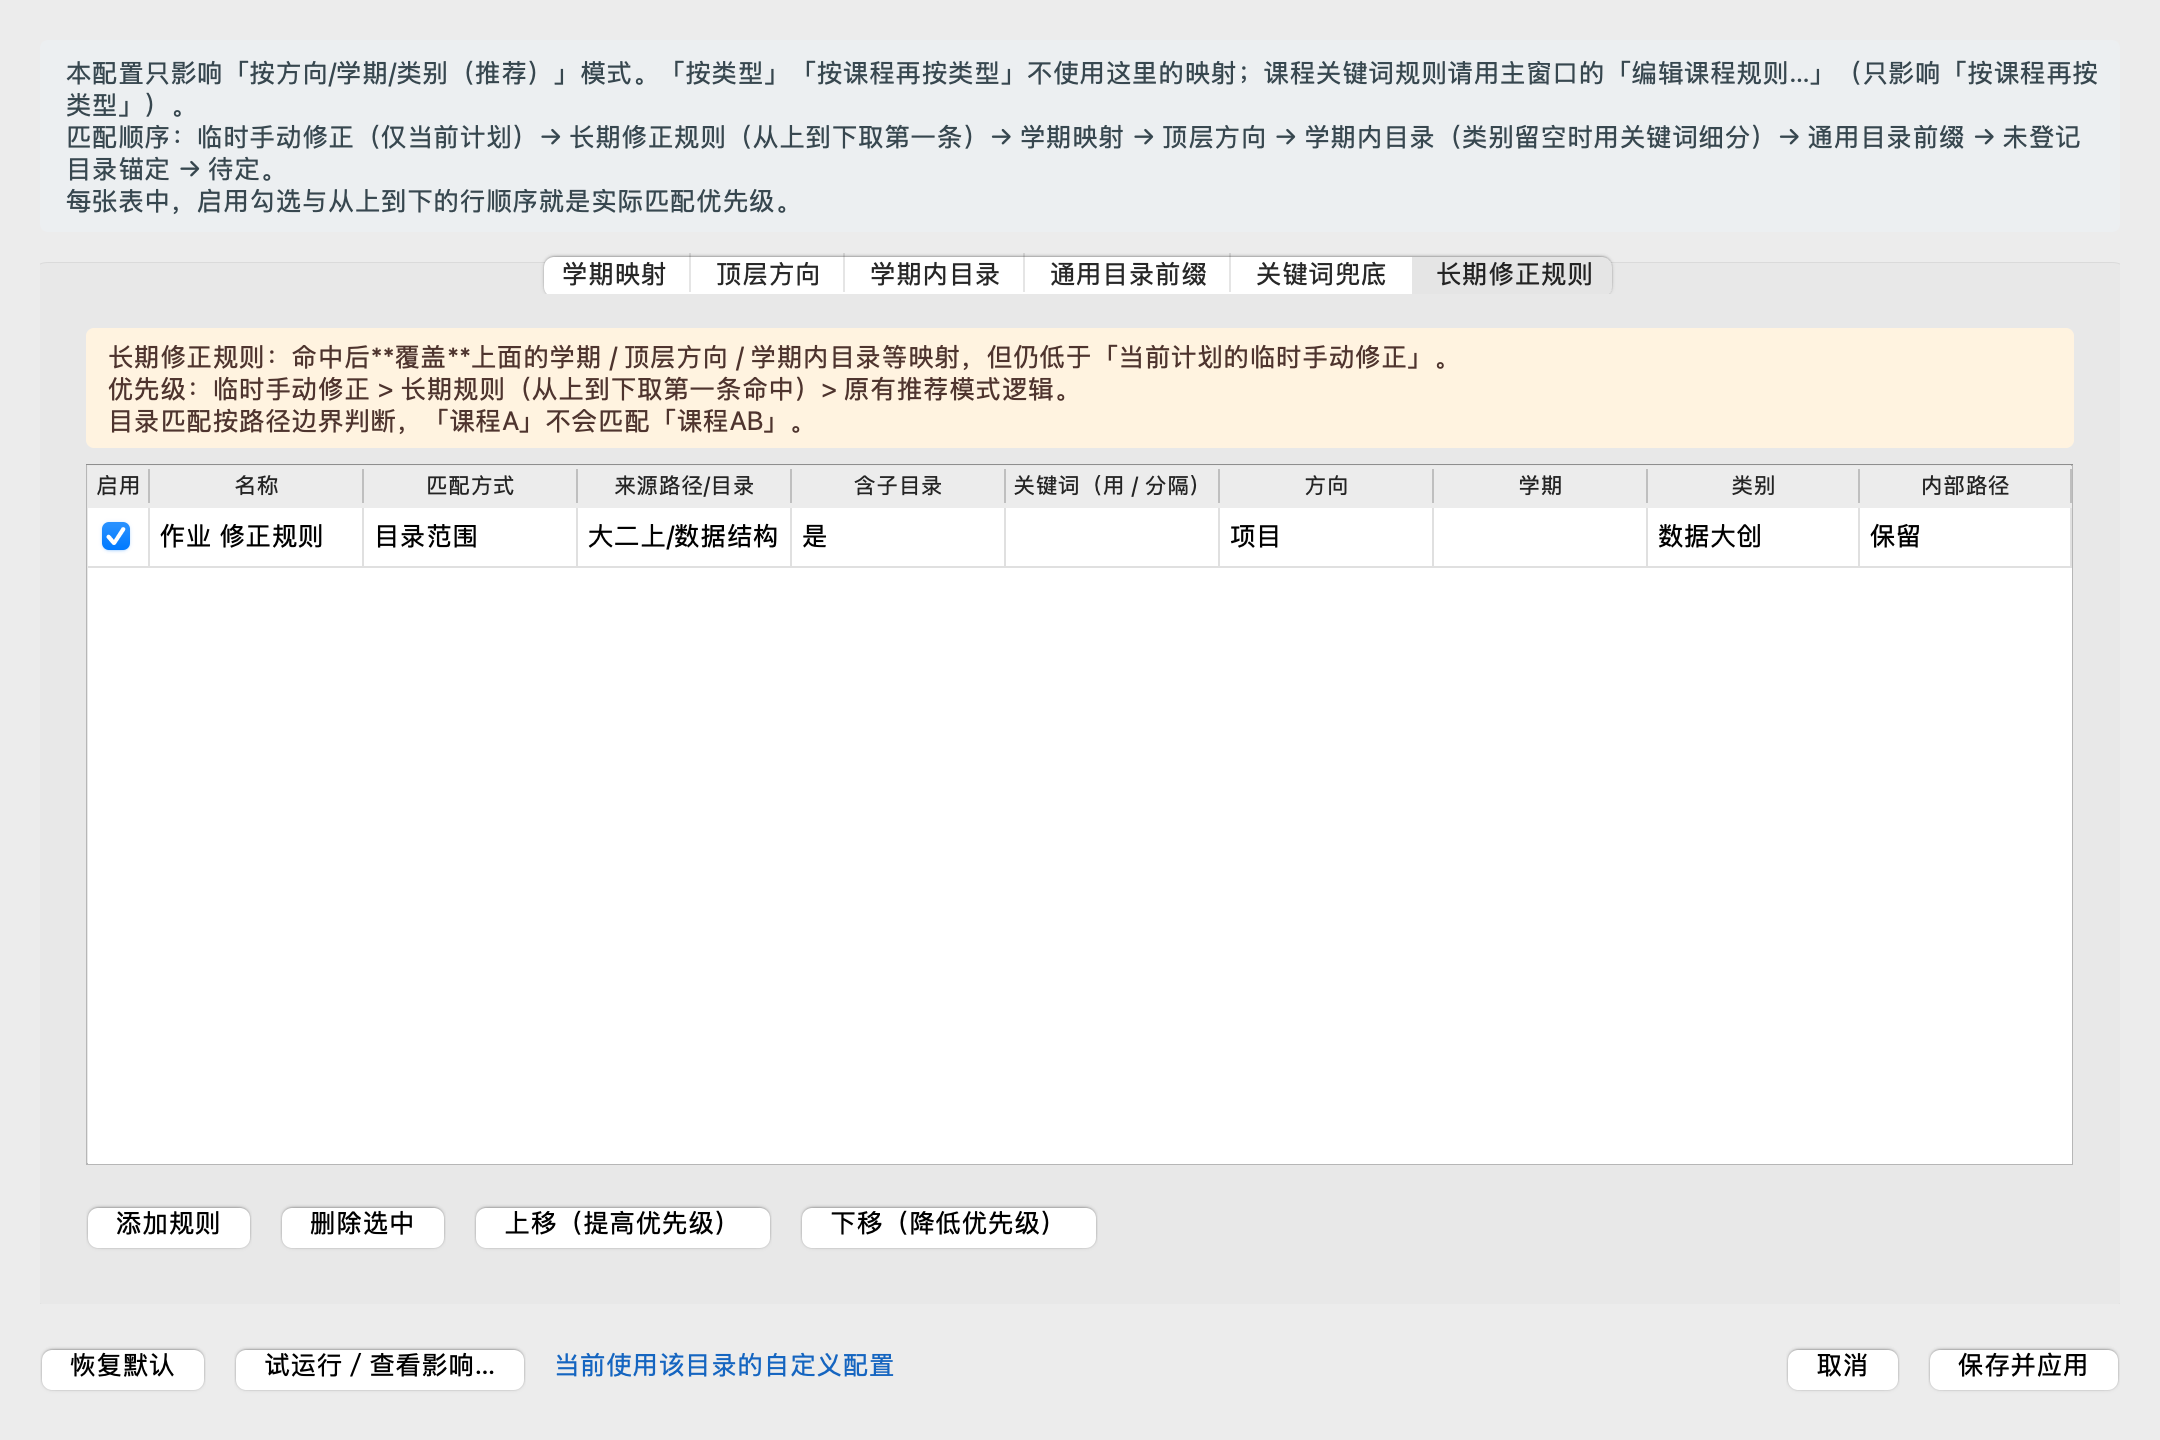 本配置只影响「按方向/学期/类别（推荐）」模式。「按类型」「按课程再按类型」不使用这里的映射；课程关键词规则请用主窗口的「编辑课程规则...」（只影响「按课程再按
类型」）。
匹配顺序：临时手动修正（仅当前计划）→ 长期修正规则（从上到下取第一条）→ 学期映射 → 顶层方向 → 学期内目录（类别留空时用关键词细分）→ 通用目录前缀 → 未登记
目录锚定 → 待定。
每张表中，启用勾选与从上到下的行顺序就是实际匹配优先级。
学期映射 顶层方向 学期内目录 通用目录前缀 关键词兜底 长期修正规则
长期修正规则：命中后**覆盖**上面的学期 / 顶层方向 / 学期内目录等映射，但仍低于「当前计划的临时手动修正」。
优先级：临时手动修正 > 长期规则（从上到下取第一条命中）> 原有推荐模式逻辑。
目录匹配按路径边界判断，「课程A」不会匹配「课程AB」。
启用 名称 匹配方式 来源路径/目录 含子目录 关键词（用 / 分隔） 方向 学期 类别 内部路径
作业 修正规则 目录范围 大二上/数据结构 是 项目 数据大创 保留
添加规则 删除选中 上移（提高优先级） 下移（降低优先级）
恢复默认 试运行 / 查看影响... 当前使用该目录的自定义配置 取消 保存并应用